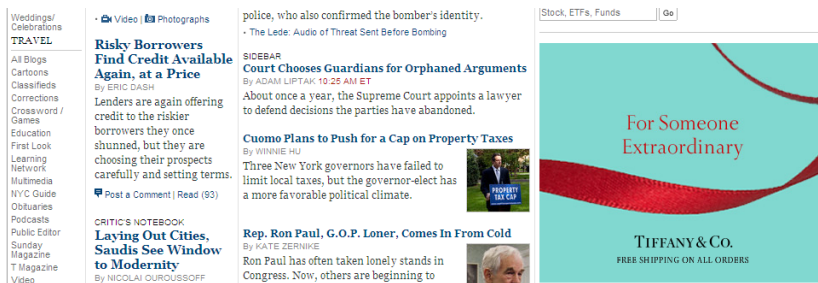 Weddings/
Celebrations
TRAVEL
All Blogs
Cartoons
Classifieds
Corrections
Crossword /
Games
Education
First Look
Learning
Network
Multimedia
NYC Guide
Obituaries
Podcasts
Public Editor
Sunday
Magazine
T Magazine
Video
• Video | Photographs
Risky Borrowers
Find Credit Available
Again, at a Price
By ERIC DASH
Lenders are again offering
credit to the riskier
borrowers they once
shunned, but they are
choosing their prospects
carefully and setting terms.
Post a Comment | Read (93)
CRITIC'S NOTEBOOK
Laying Out Cities,
Saudis See Window
to Modernity
By NICOLAI OUROUSSOFF
police, who also confirmed the bomber's identity.
• The Lede: Audio of Threat Sent Before Bombing
SIDEBAR
Court Chooses Guardians for Orphaned Arguments
By ADAM LIPTAK 10:25 AM ET
About once a year, the Supreme Court appoints a lawyer
to defend decisions the parties have abandoned.
Cuomo Plans to Push for a Cap on Property Taxes
By WINNIE HU
Three New York governors have failed to
limit local taxes, but the governor-elect has
a more favorable political climate.
PROPERTY
TAX CAP
Rep. Ron Paul, G.O.P. Loner, Comes In From Cold
By KATE ZERNIKE
Ron Paul has often taken lonely stands in
Congress. Now, others are beginning to
Stock, ETFs, Funds
Go
For Someone
Extraordinary
TIFFANY & CO.
FREE SHIPPING ON ALL ORDERS